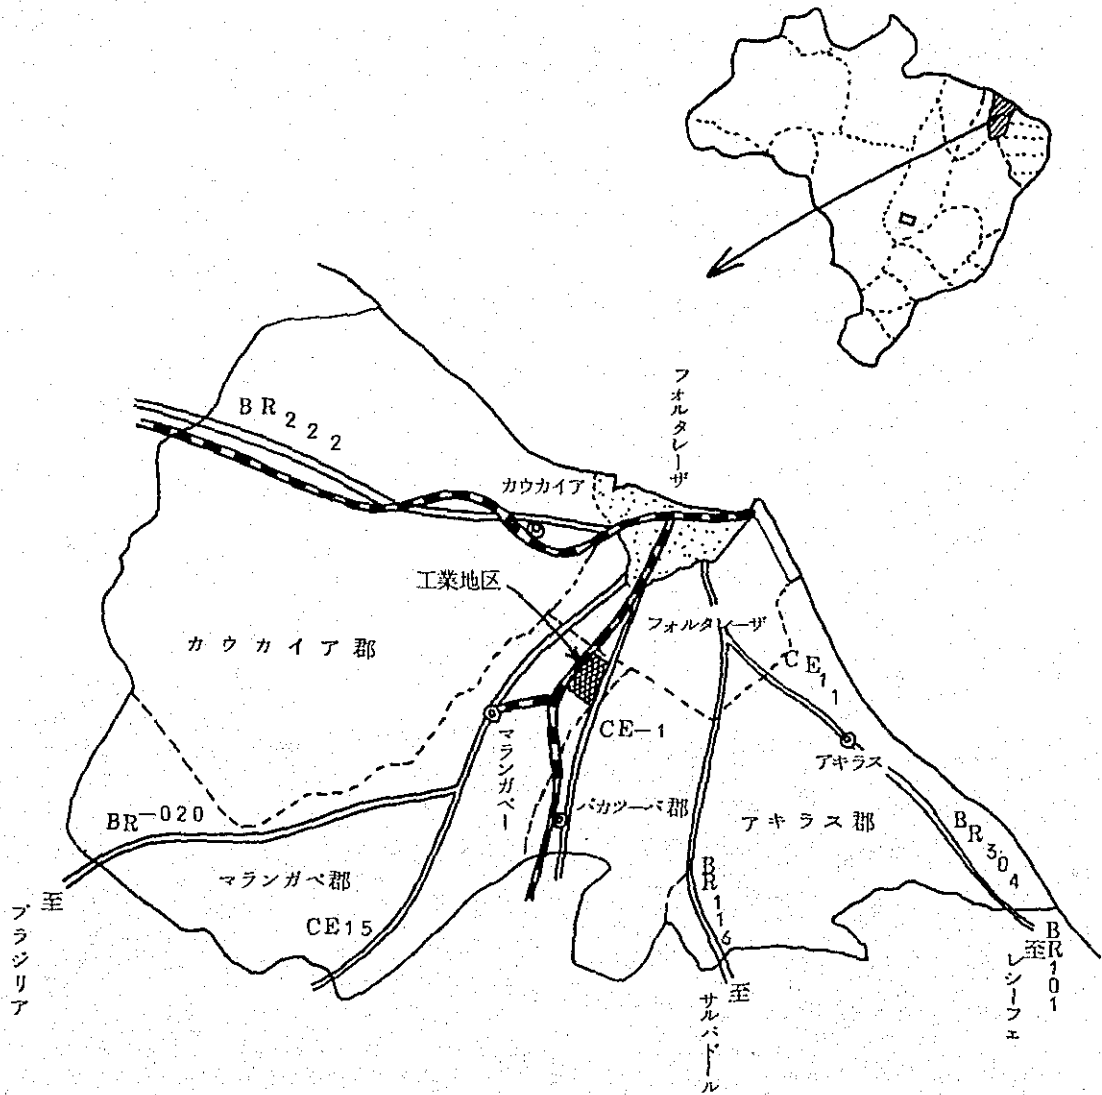 フォルタレーザ
BR222
カウカイア
工業地区
フォルタレーザ
カウカイア郡
CE11
CE-1
マランガペー
アキラス
BR-020
パカツーバ郡
アキラス郡
BR304
マランガペ郡
BR116
CE15
至ブラジリア
至サルバドール
BR101
至レシーフェ